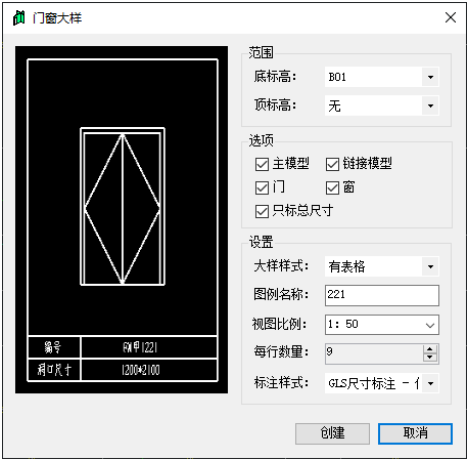 门窗大样
范围
底标高： B01
顶标高： 无
选项
主模型 链接模型
门 窗
只标总尺寸
设置
大样样式： 有表格
图例名称： 221
视图比例： 1: 50
每行数量： 9
标注样式： GLS尺寸标注 -
编号 FM甲1221
洞口尺寸 1200*2100
创建 取消